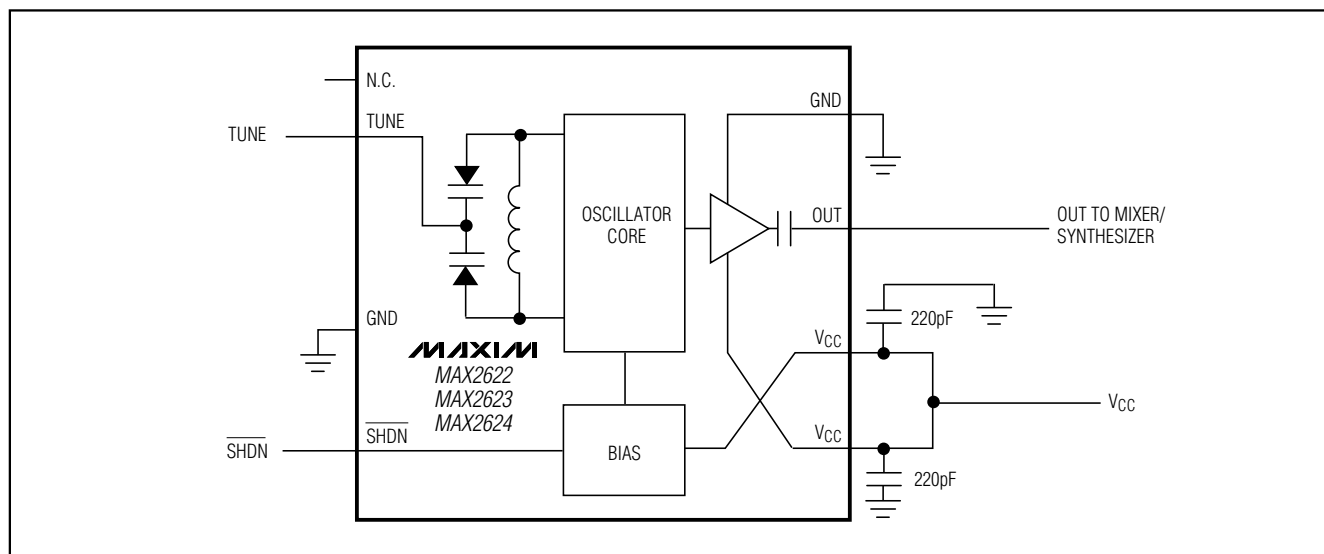 N.C.
TUNE
TUNE
GND
SHDN
SHDN
MAXIM
MAX2622
MAX2623
MAX2624
OSCILLATOR
CORE
BIAS
GND
OUT
OUT TO MIXER/
SYNTHESIZER
220pF
VCC
VCC
VCC
220pF